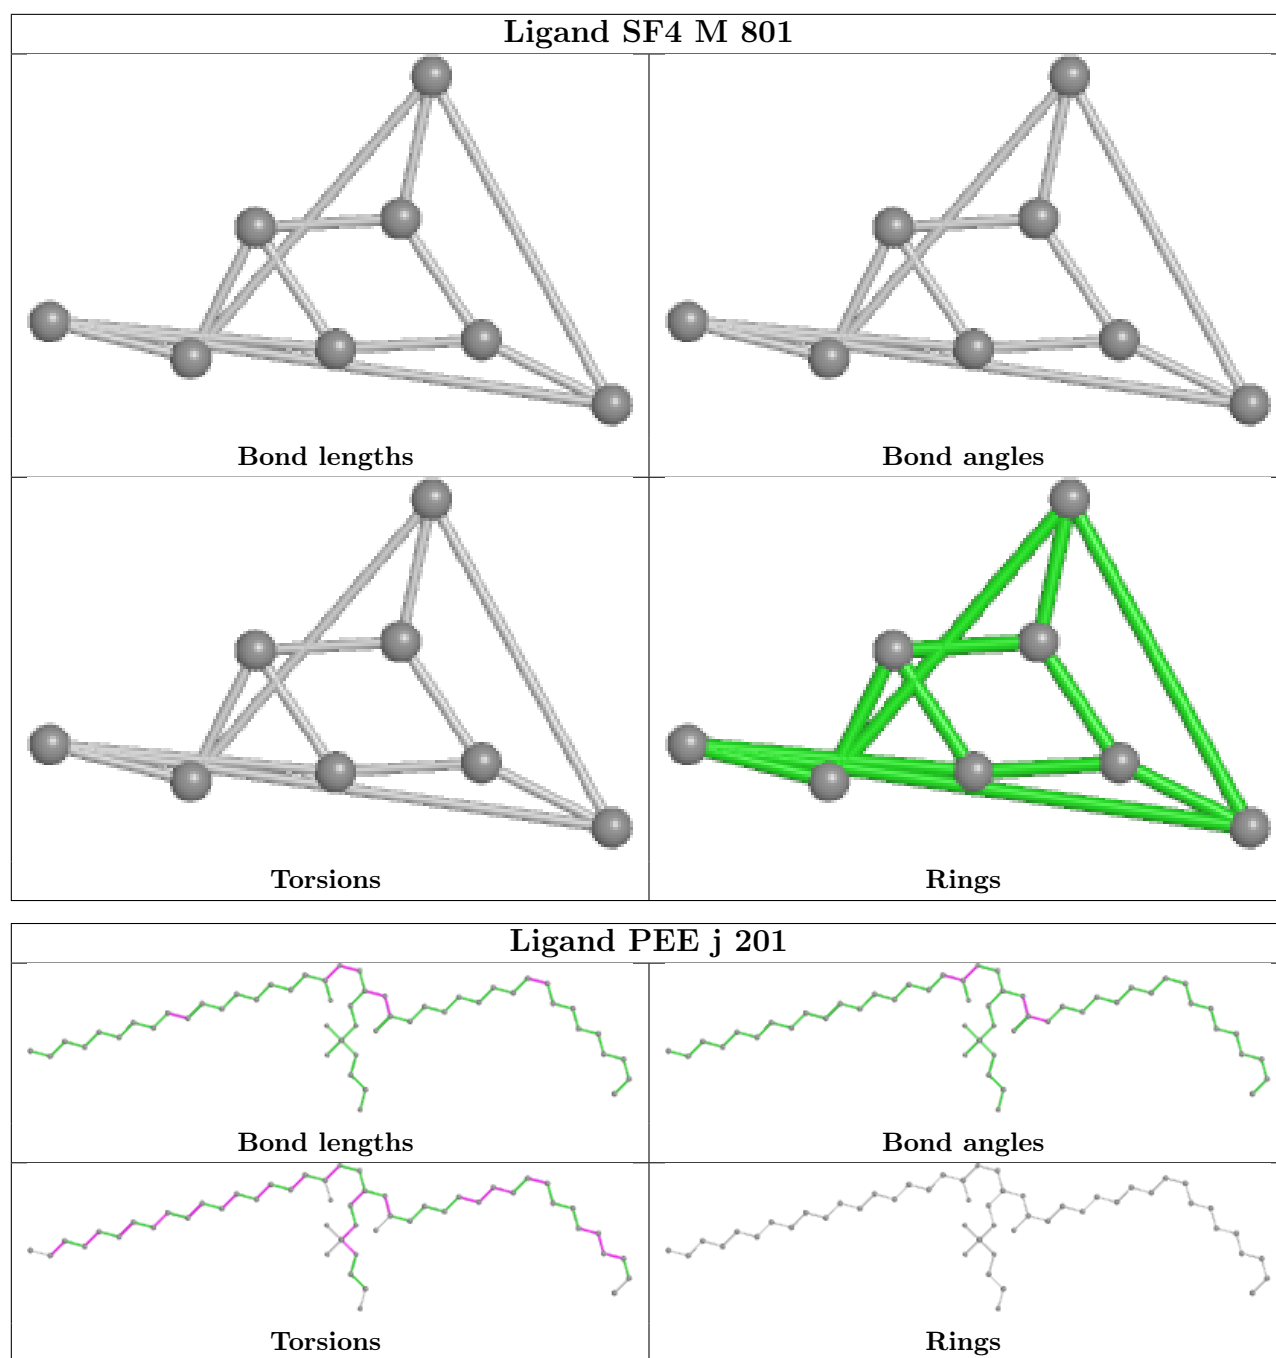 Ligand SF4 M 801
Bond lengths
Bond angles
Torsions
Rings
Ligand PEE j 201
Bond lengths
Bond angles
Torsions
Rings